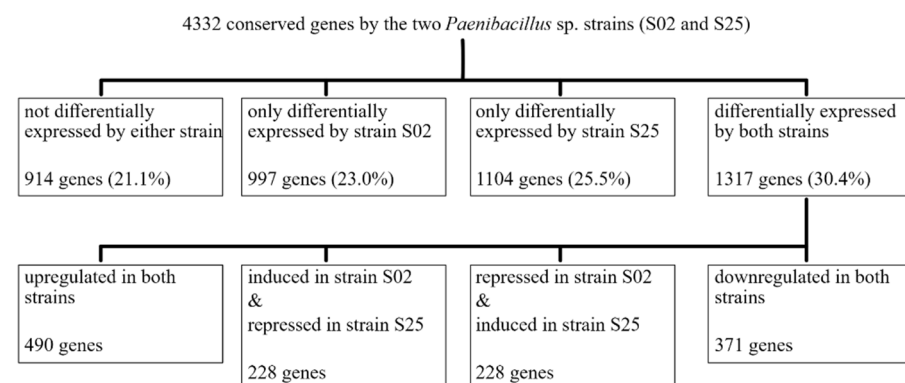 4332 conserved genes by the two Paenibacillus sp. strains (S02 and S25)
not differentially
expressed by either strain
914 genes (21.1%)
only differentially
expressed by strain S02
997 genes (23.0%)
only differentially
expressed by strain S25
1104 genes (25.5%)
differentially expressed
by both strains
1317 genes (30.4%)
upregulated in both
strains
490 genes
induced in strain S02
&
repressed in strain S25
228 genes
repressed in strain S02
&
induced in strain S25
228 genes
downregulated in both
strains
371 genes